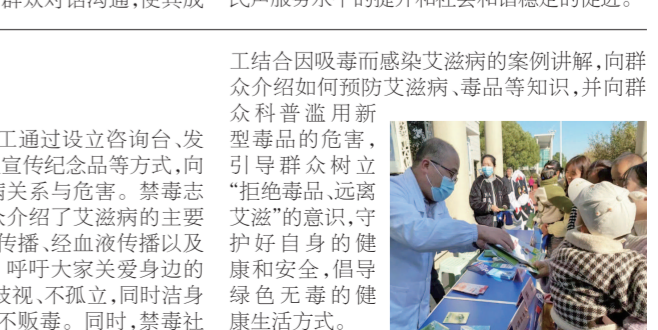 群众对话沟通,使其成
民声服务水平的提升和社会和谐稳定的促进。
工通过设立咨询台、发
宣传纪念品等方式,向
病关系与危害。禁毒志
众介绍了艾滋病的主要
传播、经血液传播以及
呼吁大家关爱身边的
歧视、不孤立,同时洁身
不贩毒。同时,禁毒社
工结合因吸毒而感染艾滋病的案例讲解,向群
众介绍如何预防艾滋病、毒品等知识,并向群
众科普滥用新
型毒品的危害,
引导群众树立
“拒绝毒品、远离
艾滋”的意识,守
护好自身的健
康和安全,倡导
绿色无毒的健
康生活方式。